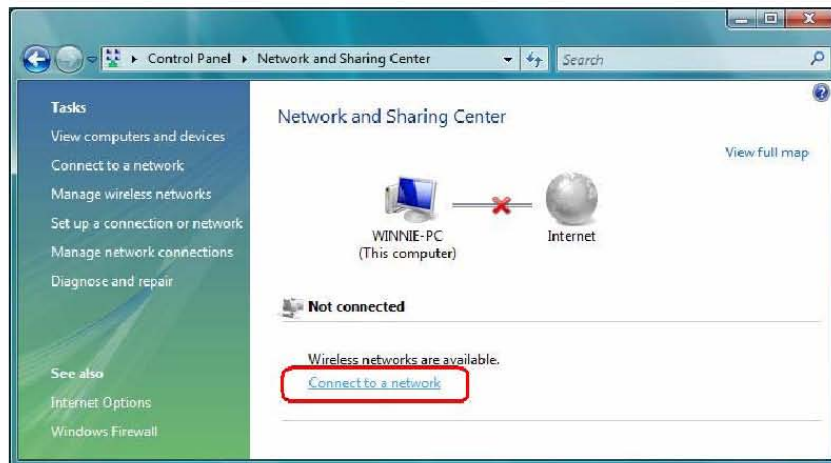 Control Panel
Network and Sharing Center
Search
Tasks
View computers and devices
Connect to a network
Manage wireless networks
Set up a connection or network
Manage network connections
Diagnose and repair
See also
Internet Options
Windows Firewall
Network and Sharing Center
View full map
WINNIE-PC
(This computer)
Internet
Not connected
Wireless networks are available.
Connect to a network